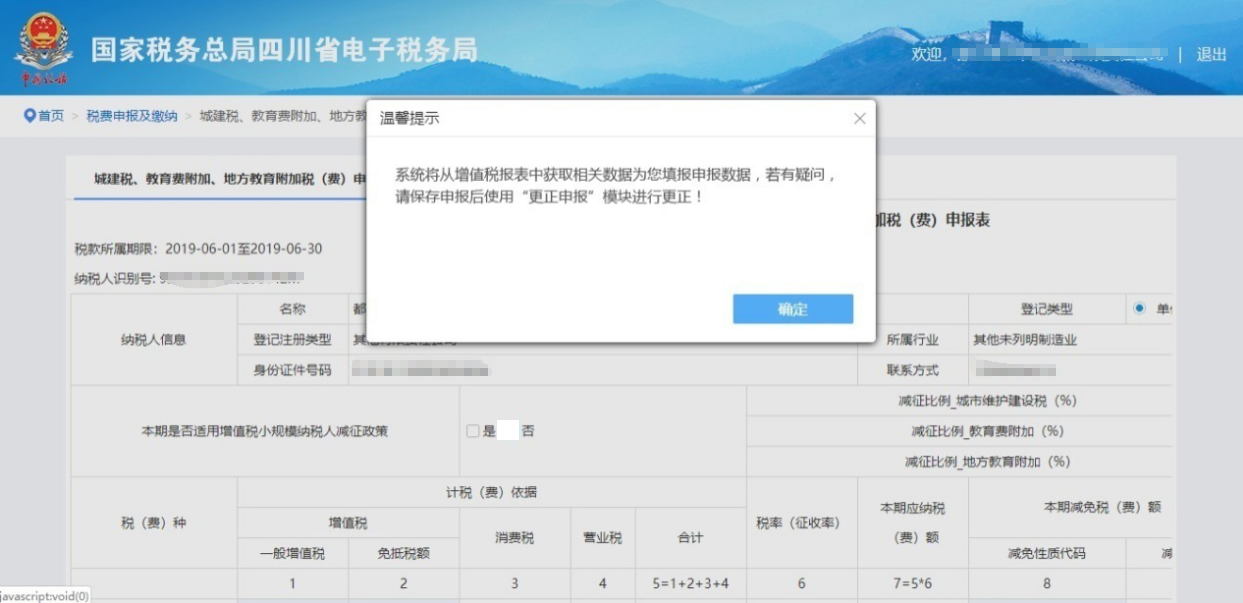 国家税务总局四川省电子税务局
欢迎, | 退出
首页 > 税费申报及缴纳 > 城建税、教育费附加、地方教
温馨提示
系统将从增值税报表中获取相关数据为您填报申报数据，若有疑问，
请保存申报后使用“更正申报”模块进行更正！
确定
城建税、教育费附加、地方教育附加税（费）申
加税（费）申报表
税款所属期限: 2019-06-01至2019-06-30
纳税人识别号:
纳税人信息
名称
登记类型
单
登记注册类型
所属行业
其他未列明制造业
身份证件号码
联系方式
本期是否适用增值税小规模纳税人减征政策
是 否
减征比例_城市维护建设税（%）
减征比例_教育费附加（%）
减征比例_地方教育附加（%）
税（费）种
计税（费）依据
税率（征收率）
本期应纳税
（费）额
本期减免税（费）额
增值税
消费税
营业税
合计
一般增值税
免抵税额
减免性质代码
减
1 2 3 4 5=1+2+3+4 6 7=5*6 8
javascript:void(0)